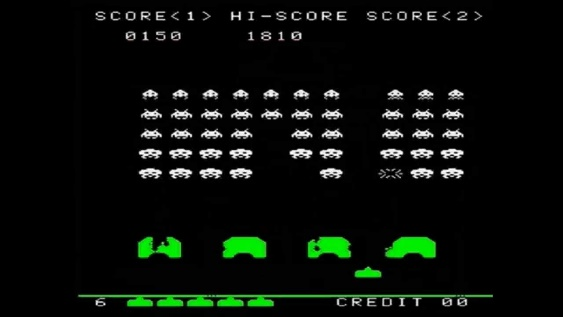 SCORE<1> HI-SCORE SCORE<2>
0150 1810
6 CREDIT 00